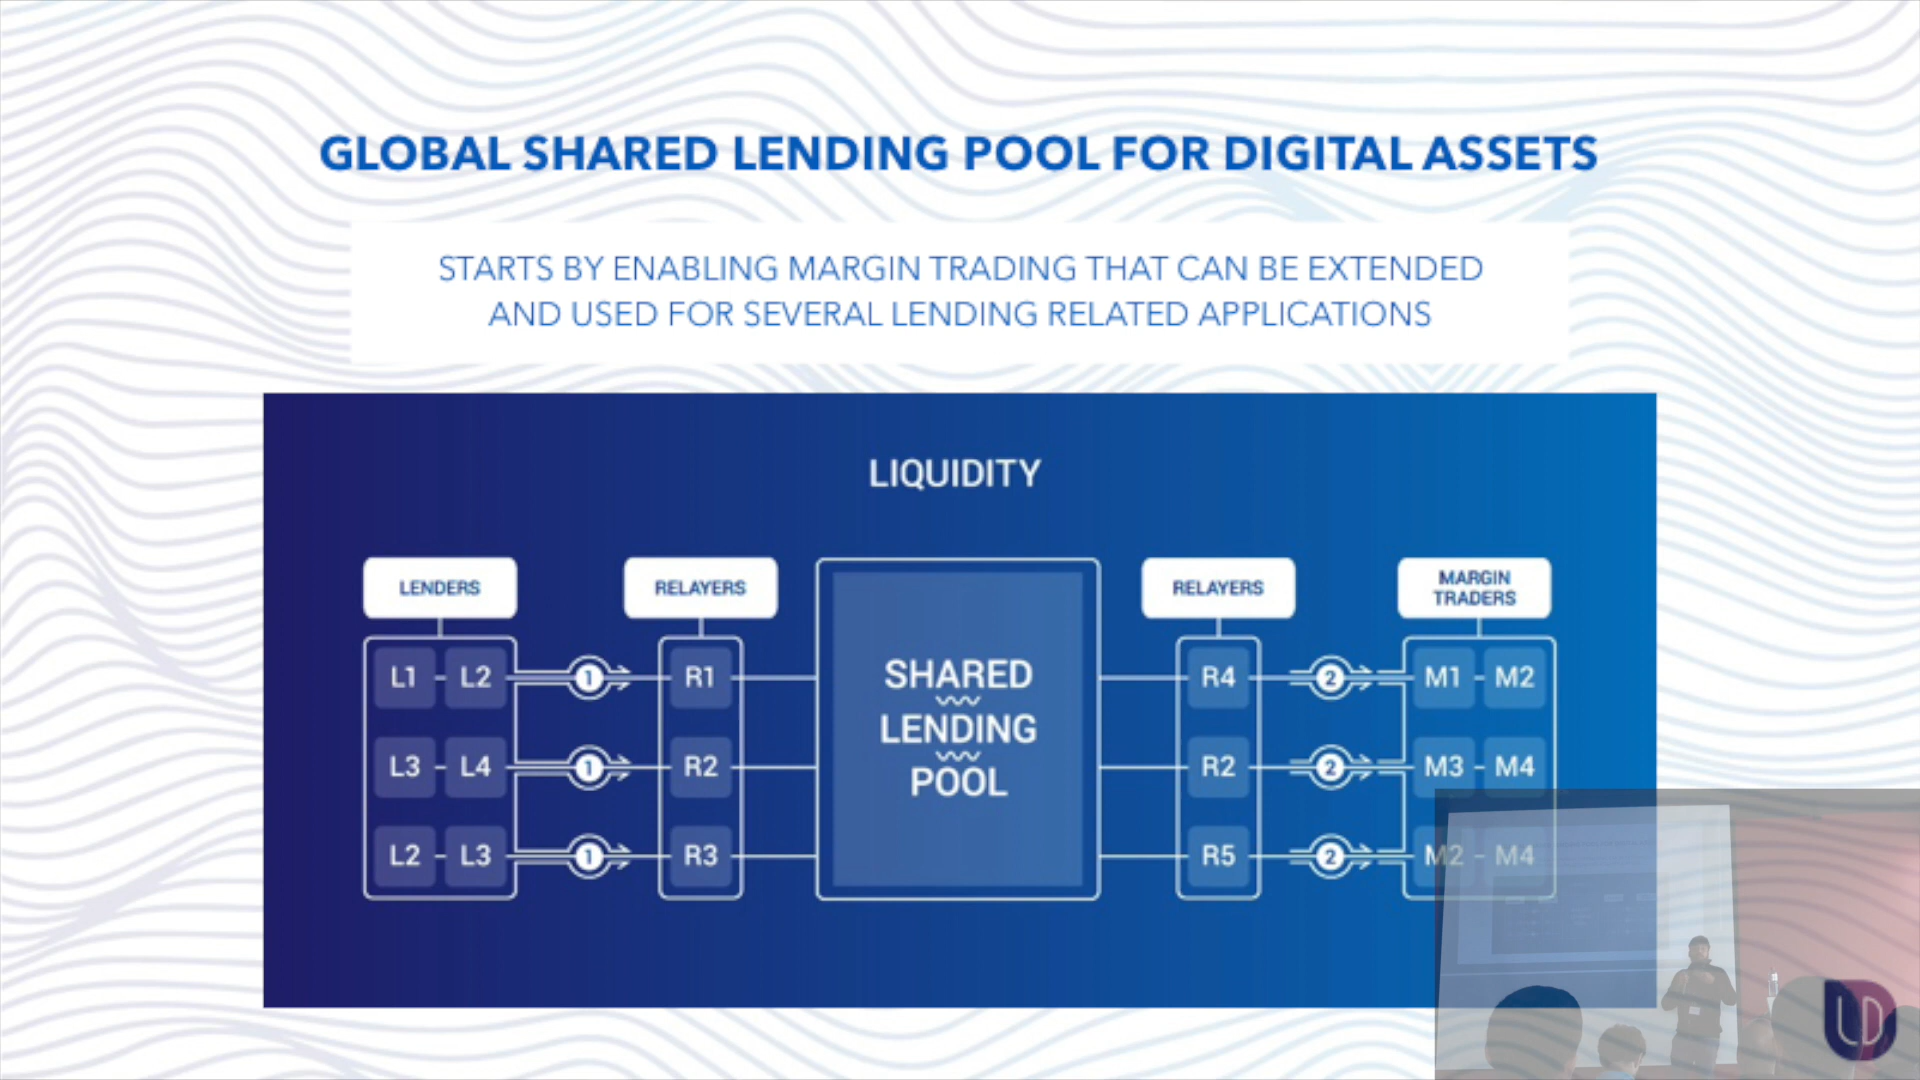 GLOBAL SHARED LENDING POOL FOR DIGITAL ASSETS
STARTS BY ENABLING MARGIN TRADING THAT CAN BE EXTENDED
AND USED FOR SEVERAL LENDING RELATED APPLICATIONS
LIQUIDITY
LENDERS
RELAYERS
RELAYERS
MARGIN
TRADERS
L1 - L2
1
R1
SHARED
LENDING
POOL
R4
2
M1 - M2
L3 - L4
1
R2
R2
2
M3 - M4
L2 - L3
1
R3
R5
2
M2 - M4
LD